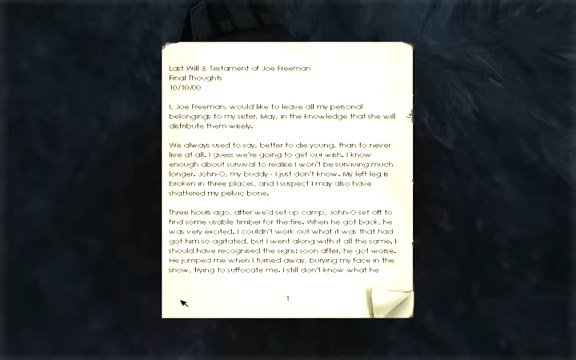 Last Will & Testament of Joe Freeman
Final Thoughts
10/10/00
I, Joe Freeman, would like to leave all my personal
belongings to my sister, May, in the knowledge that she will
distribute them wisely.
We always used to say, better to die young, than to never
live at all. I guess we're going to get our wish. I know
enough about survival to realise I won't be surviving much
longer. John-O, my buddy - I just don't know. My left leg is
broken in three places, and I suspect I may also have
shattered my pelvic bone.
Three hours ago, after we'd set up camp, John-O set off to
find some usable timber for the fire. When he got back, he
was very excited. I couldn't work out what it was that had
got him so agitated, but I went along with it all the same. I
should have recognised the signs: soon after, he got worse.
He jumped me when I turned away, burying my face in the
snow, trying to suffocate me. I still don't know what he
1